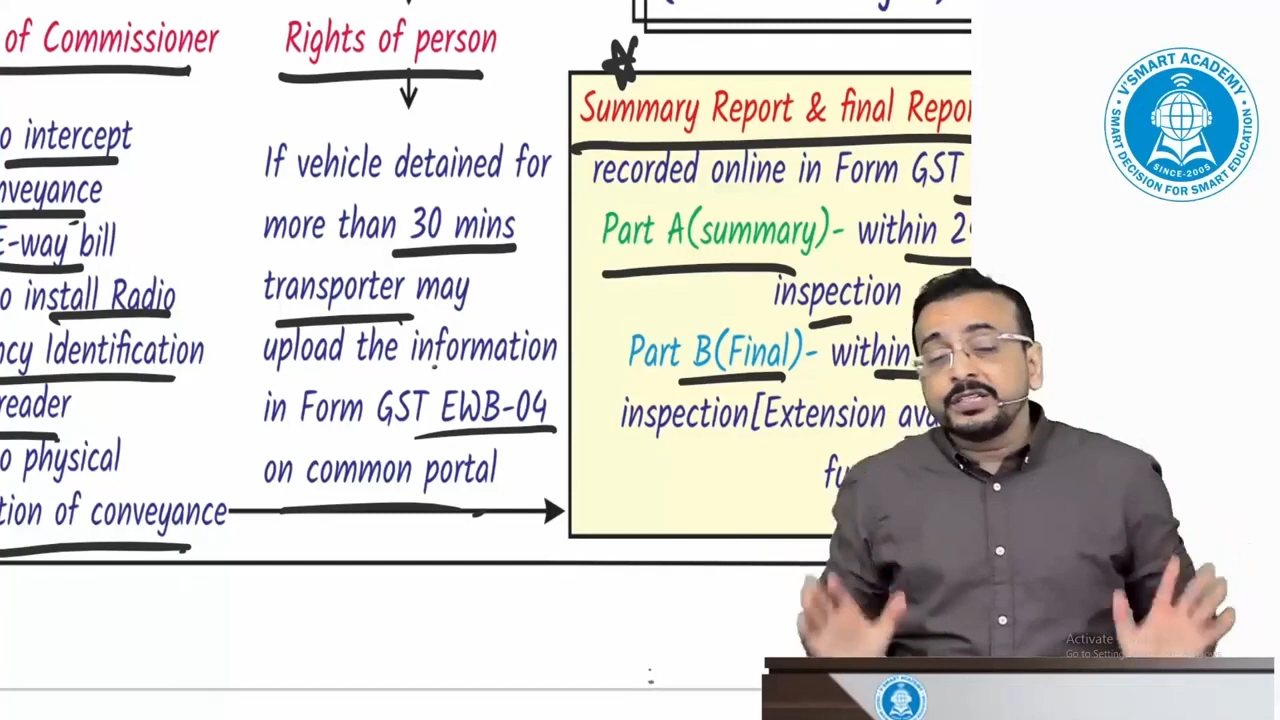 of Commissioner
o intercept
nveyance
E-way bill
o install Radio
ncy Identification
reader
o physical
tion of conveyance
Rights of person
If vehicle detained for
more than 30 mins
transporter may
upload the information
in Form GST EWB-04
on common portal
Summary Report & final Repor
recorded online in Form GST
Part A(summary)- within 2
inspection
Part B(Final)- within
inspection[Extension ava
fu
V'SMART ACADEMY
SMART DECISION FOR SMART EDUCATION
SINCE-2005
Activate
Go to Setting